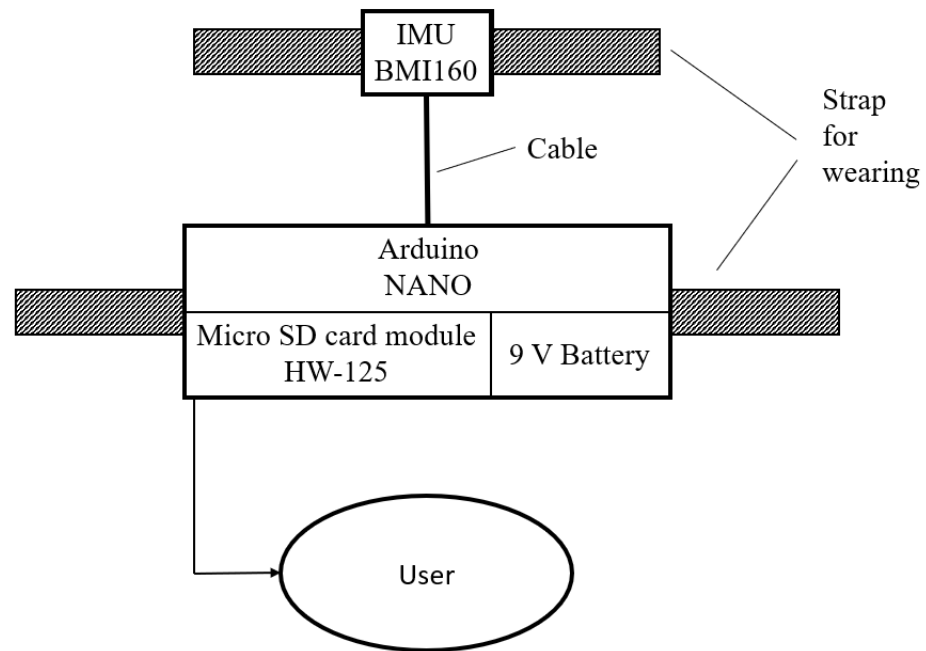 IMU
BMI160
Strap
for
wearing
Cable
Arduino
NANO
Micro SD card module
HW-125
9 V Battery
User